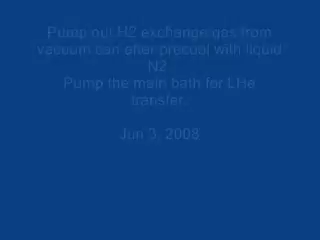 Pump out H2 exchange gas from
vacuum can after precool with liquid
N2.
Pump the main bath for LHe
transfer.
Jun 3, 2008